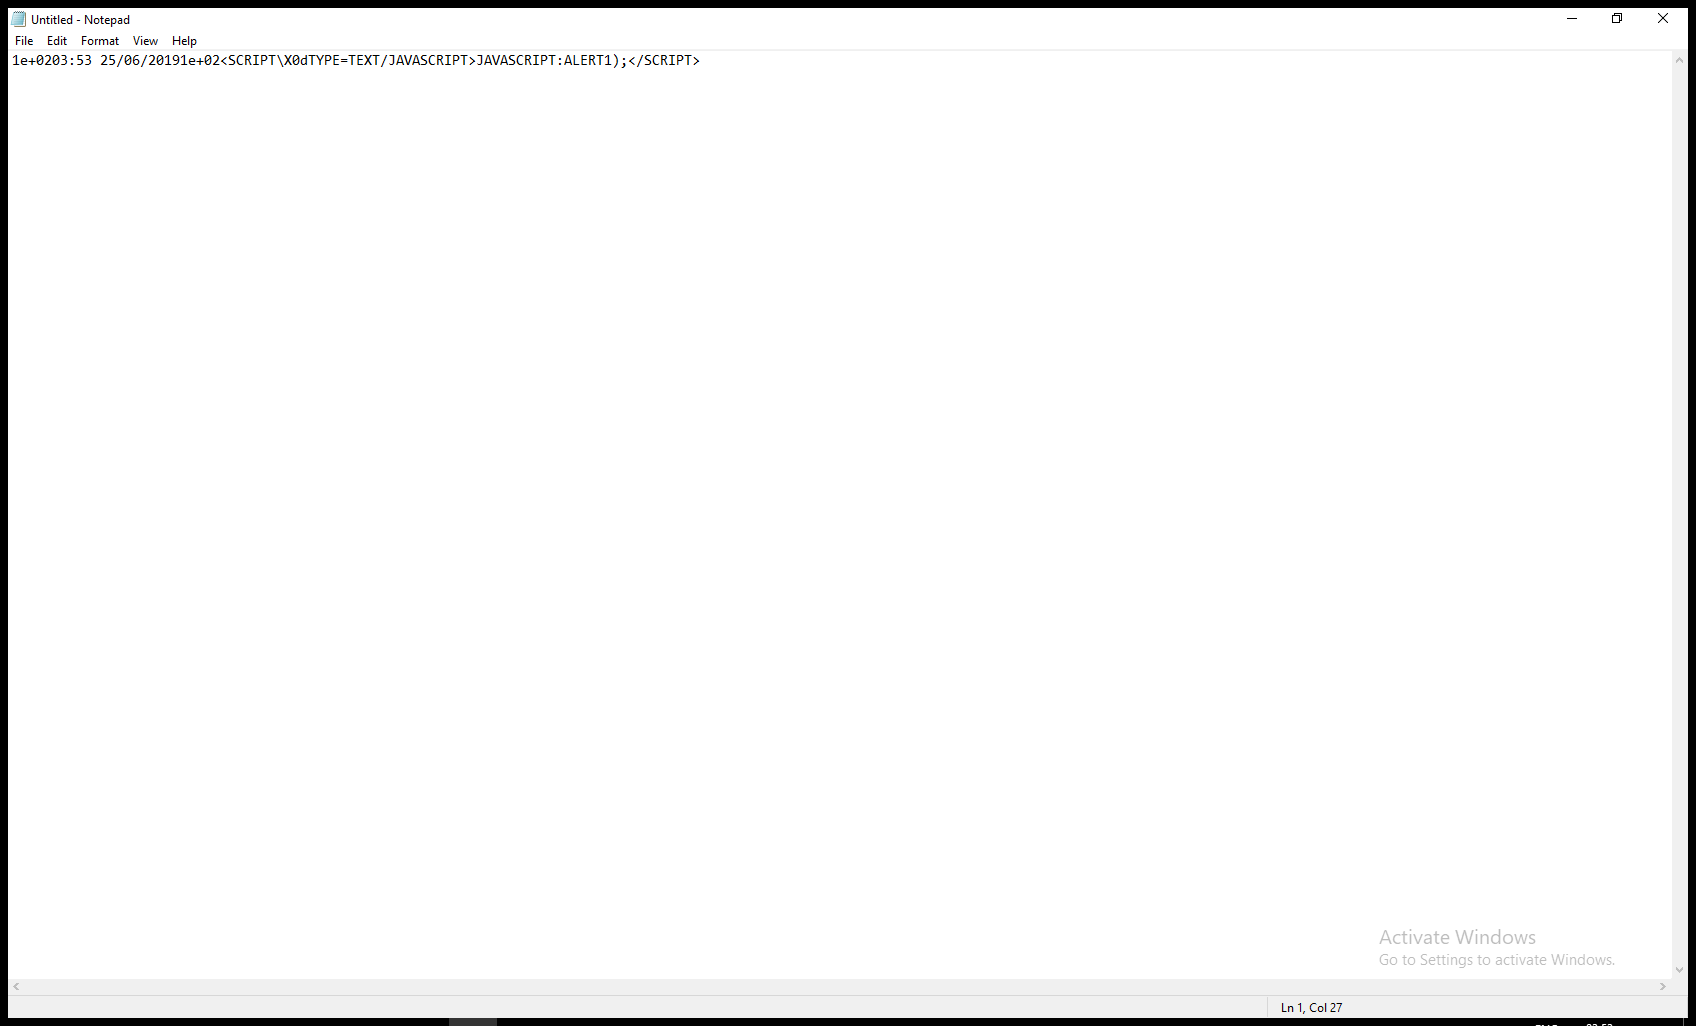 Untitled - Notepad
File Edit Format View Help
1e+0203:53 25/06/20191e+02<SCRIPT\X0dTYPE=TEXT/JAVASCRIPT>JAVASCRIPT:ALERT1);</SCRIPT>
Activate Windows
Go to Settings to activate Windows.
Ln 1, Col 27